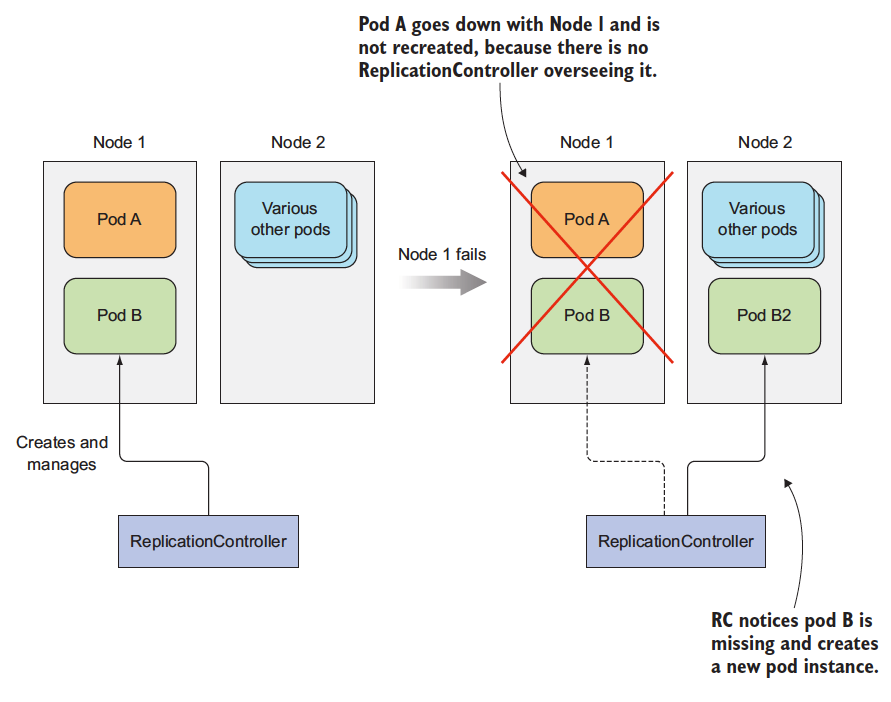 Pod A goes down with Node 1 and is
not recreated, because there is no
ReplicationController overseeing it.
Node 1
Node 2
Pod A
Various
other pods
Pod B
Creates and
manages
ReplicationController
Node 1 fails
Node 1
Node 2
Pod A
Various
other pods
Pod B
Pod B2
ReplicationController
RC notices pod B is
missing and creates
a new pod instance.